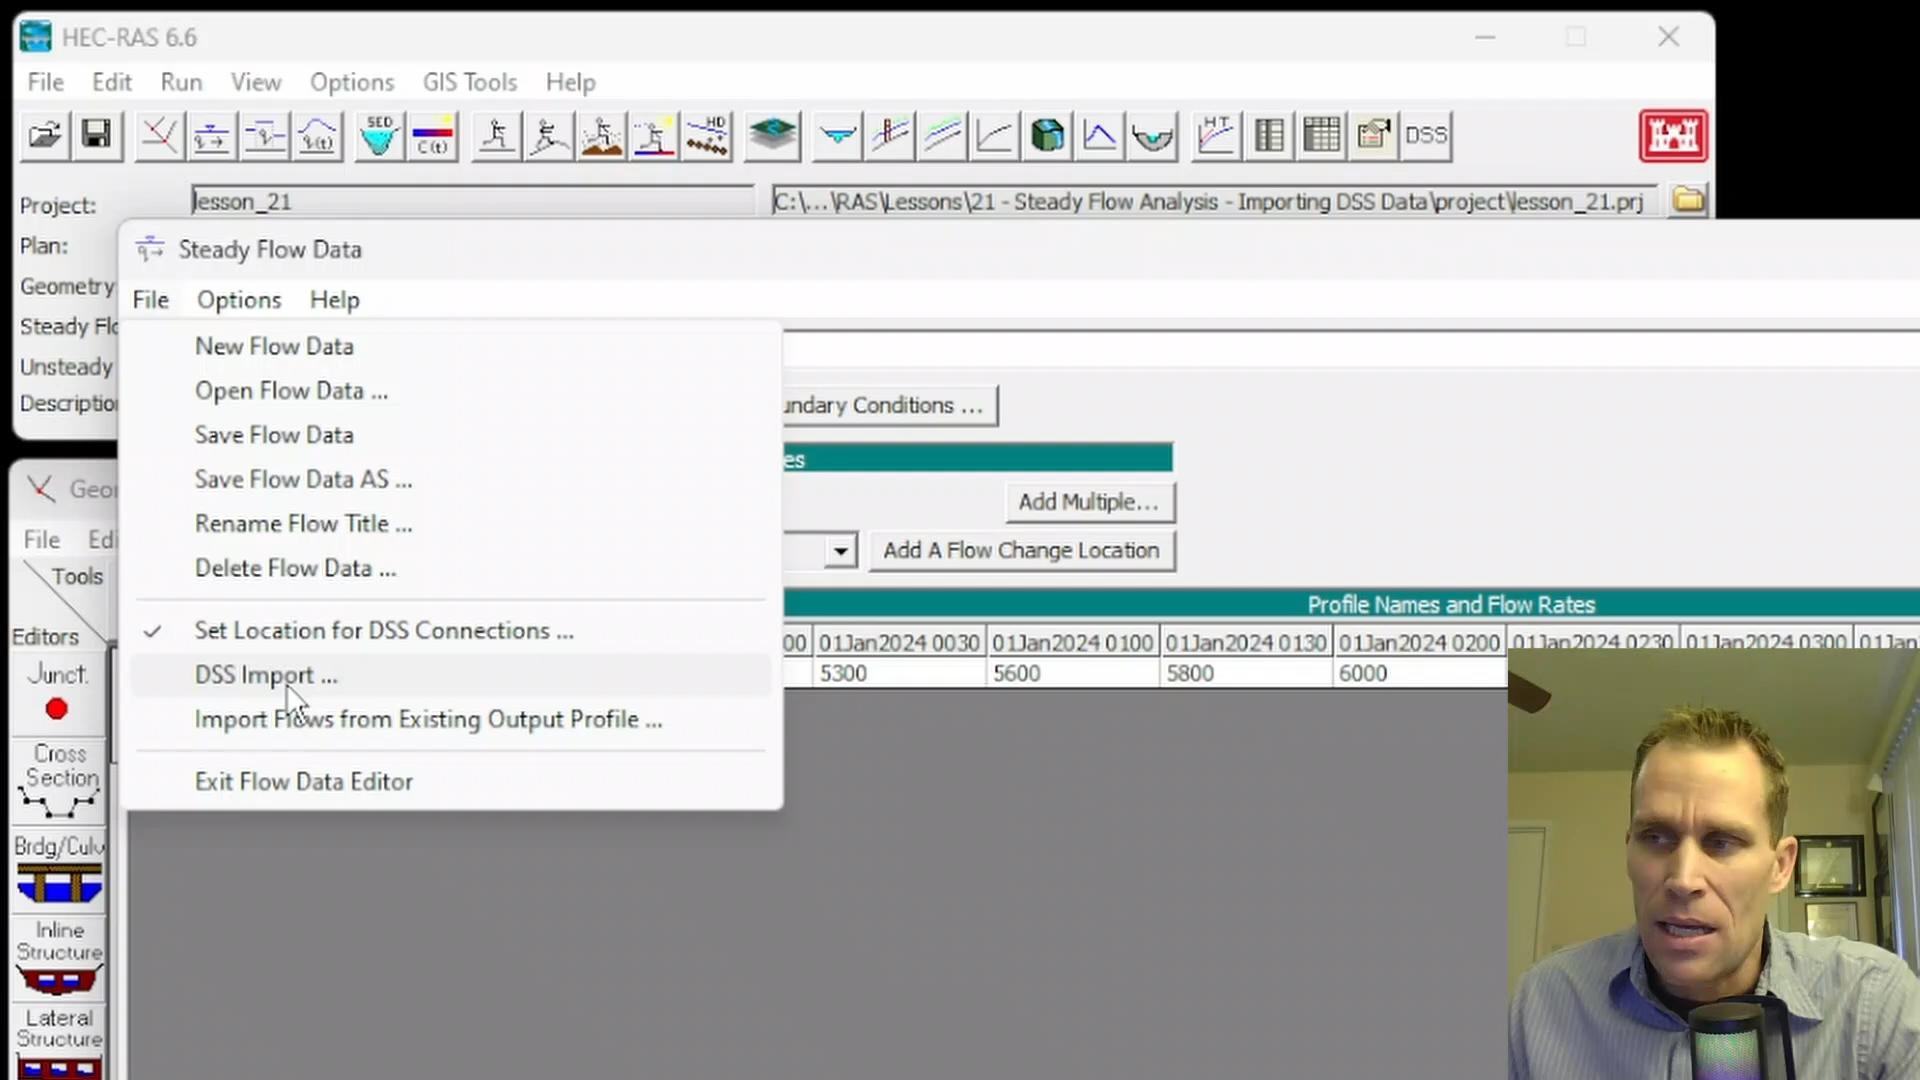 HEC-RAS 6.6
File Edit Run View Options GIS Tools Help
SED C(t) HD HT DSS
Project: lesson_21 C:\...\RAS\Lessons\21 - Steady Flow Analysis - Importing DSS Data\project\lesson_21.prj
Plan:
Geometry
Steady Flo
Unsteady
Descriptio
Steady Flow Data
File Options Help
New Flow Data
Open Flow Data ...
Save Flow Data
Save Flow Data AS ...
Rename Flow Title ...
Delete Flow Data ...
Set Location for DSS Connections ...
DSS Import ...
Import Flows from Existing Output Profile ...
Exit Flow Data Editor
undary Conditions ...
es
Add Multiple...
Add A Flow Change Location
Profile Names and Flow Rates
00 01Jan2024 0030 01Jan2024 0100 01Jan2024 0130 01Jan2024 0200 01Jan2024 0230 01Jan2024 0300 01Jan
5300 5600 5800 6000
Geor
File Edi
Tools
Editors
Junct.
Cross
Section
Brdg/Culv
Inline
Structure
Lateral
Structure